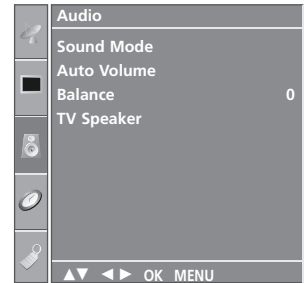 Audio
Sound Mode
Auto Volume
Balance 0
TV Speaker
▲▼ ◄► OK MENU